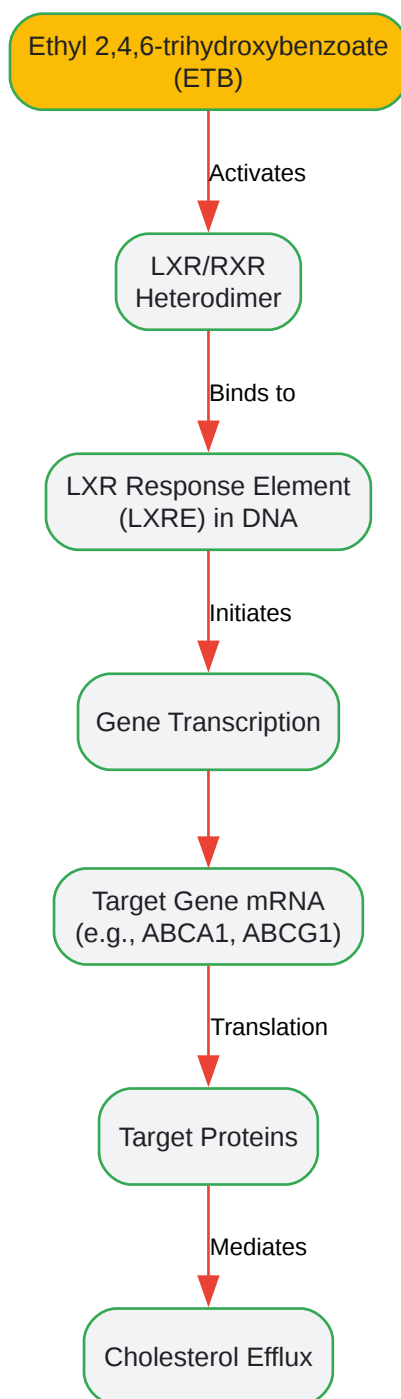 Ethyl 2,4,6-trihydroxybenzoate
(ETB)
Activates
LXR/RXR
Heterodimer
Binds to
LXR Response Element
(LXRE) in DNA
Initiates
Gene Transcription
Target Gene mRNA
(e.g., ABCA1, ABCG1)
Translation
Target Proteins
Mediates
Cholesterol Efflux